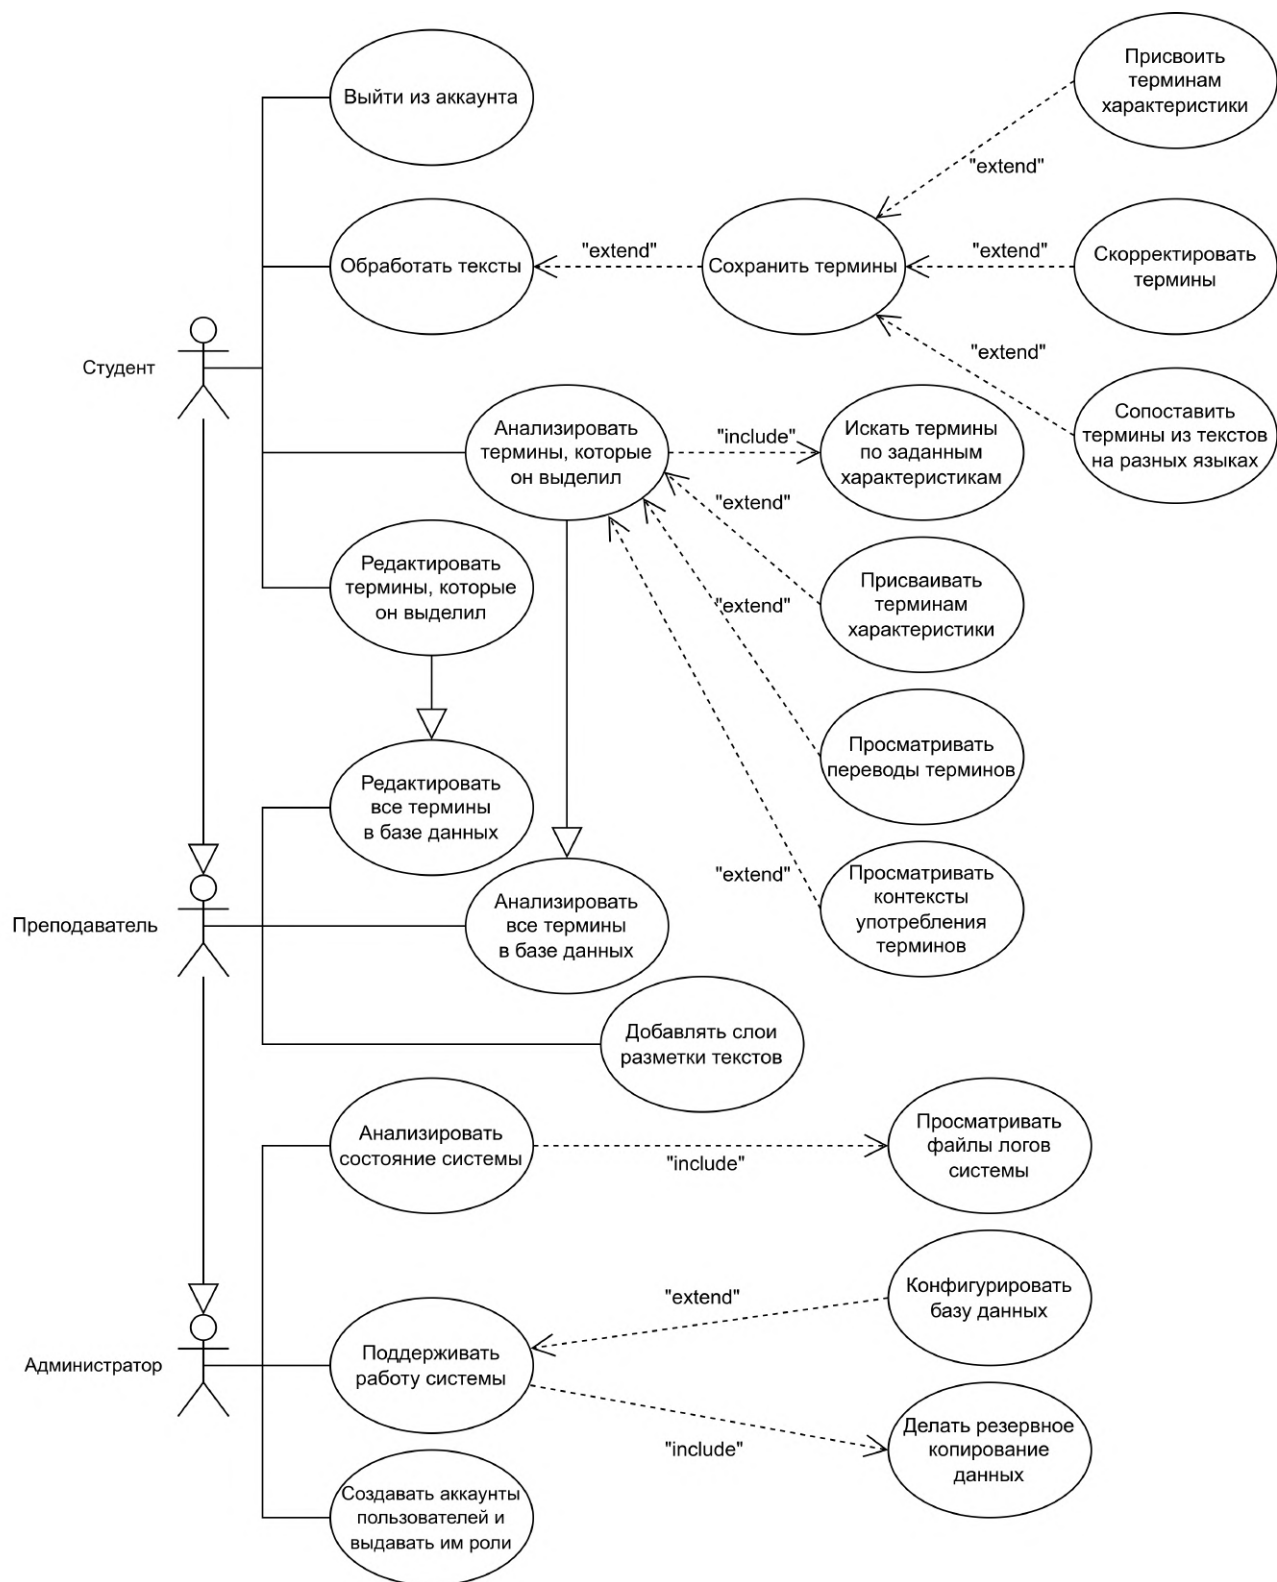 Присвоить
терминам
характеристики
Выйти из аккаунта
"extend"
Обработать тексты
"extend"
Сохранить термины
"extend"
Скорректировать
термины
"extend"
Студент
Сопоставить
термины из текстов
на разных языках
Анализировать
термины, которые
он выделил
"include"
Искать термины
по заданным
характеристикам
"extend"
Редактировать
термины, которые
он выделил
"extend"
Присваивать
терминам
характеристики
Просматривать
переводы терминов
Редактировать
все термины
в базе данных
"extend"
Просматривать
контексты
употребления
терминов
Преподаватель
Анализировать
все термины
в базе данных
Добавлять слои
разметки текстов
Анализировать
состояние системы
"include"
Просматривать
файлы логов
системы
"extend"
Конфигурировать
базу данных
Администратор
Поддерживать
работу системы
"include"
Делать резервное
копирование
данных
Создавать аккаунты
пользователей и
выдавать им роли